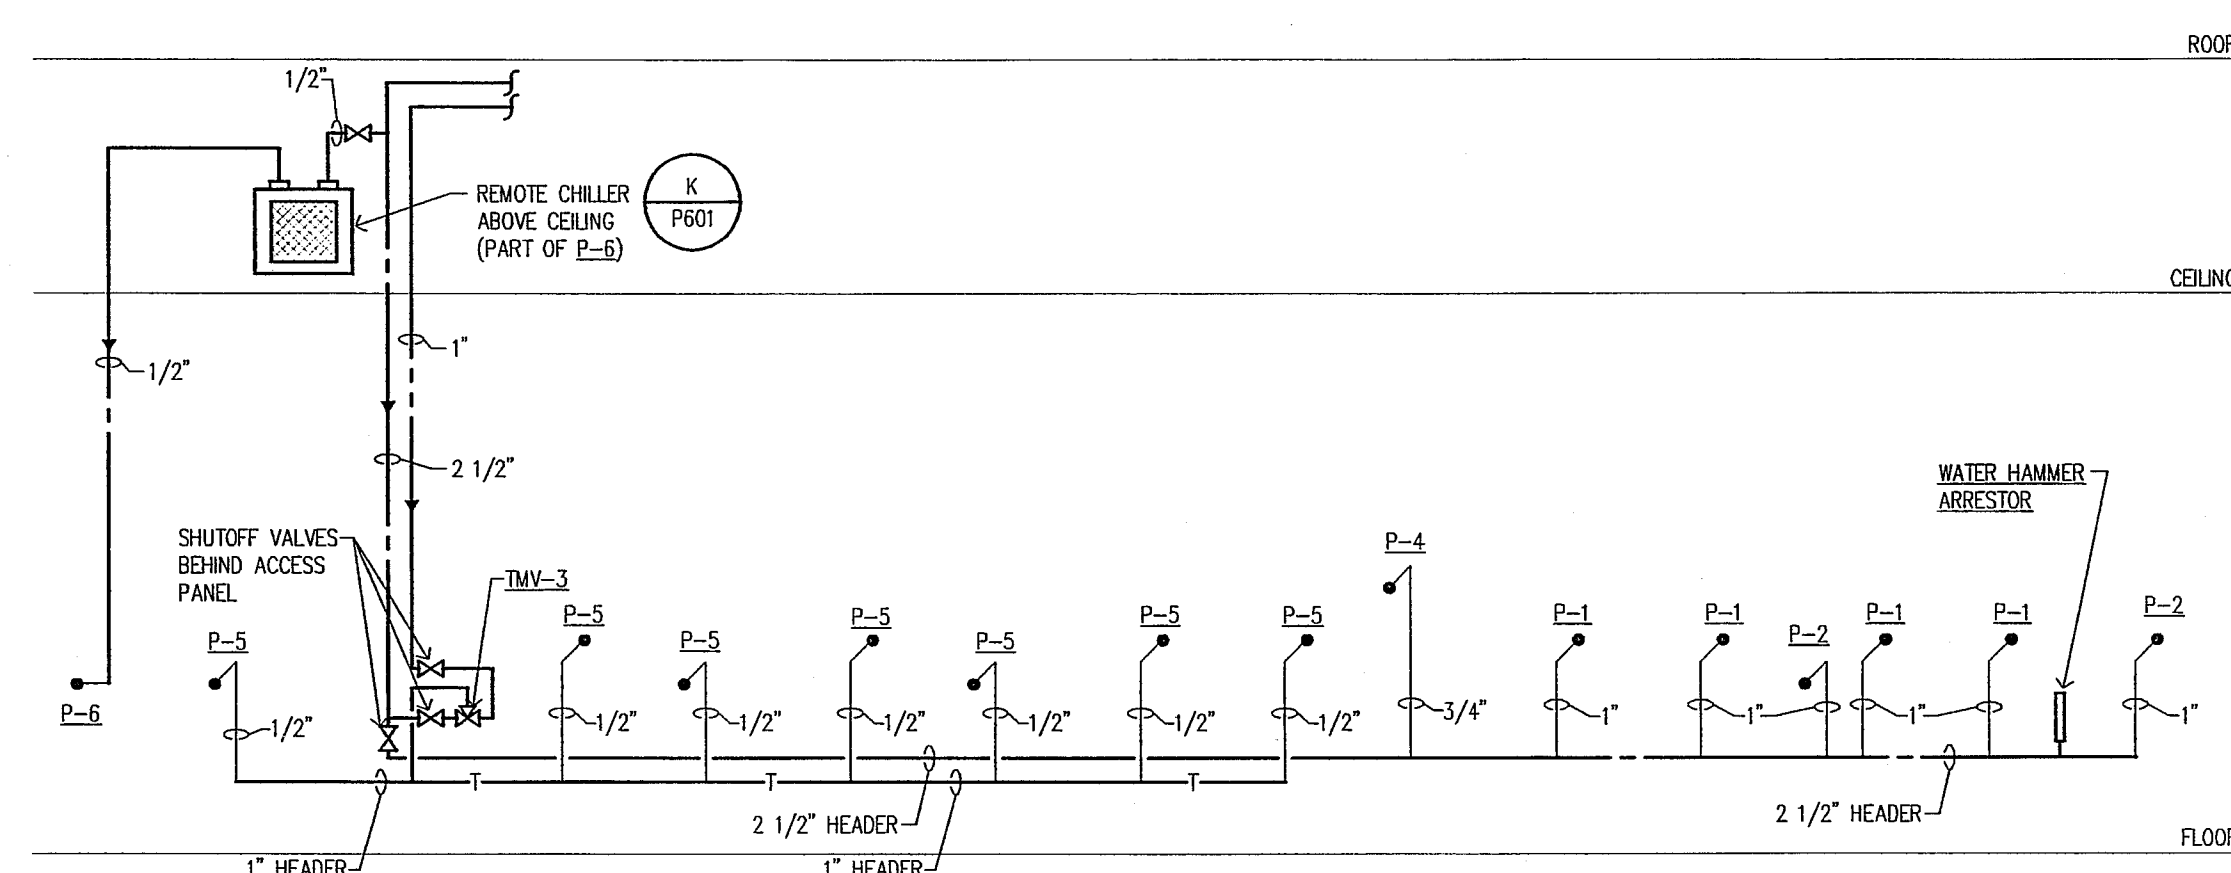 ROOF
1/2"
REMOTE CHILLER
ABOVE CEILING
(PART OF P-6)
K
P601
CEILING
1/2"
1"
2 1/2"
WATER HAMMER
ARRESTOR
SHUTOFF VALVES
BEHIND ACCESS
PANEL
TMV-3
P-4
P-5
P-5
P-5
P-5
P-5
P-5
P-5
P-1
P-1
P-2
P-1
P-1
P-2
P-6
1/2"
1/2"
1/2"
1/2"
1/2"
1/2"
1/2"
3/4"
1"
1"
1"
1"
T
T
T
2 1/2" HEADER
2 1/2" HEADER
FLOOR
1" HEADER
1" HEADER